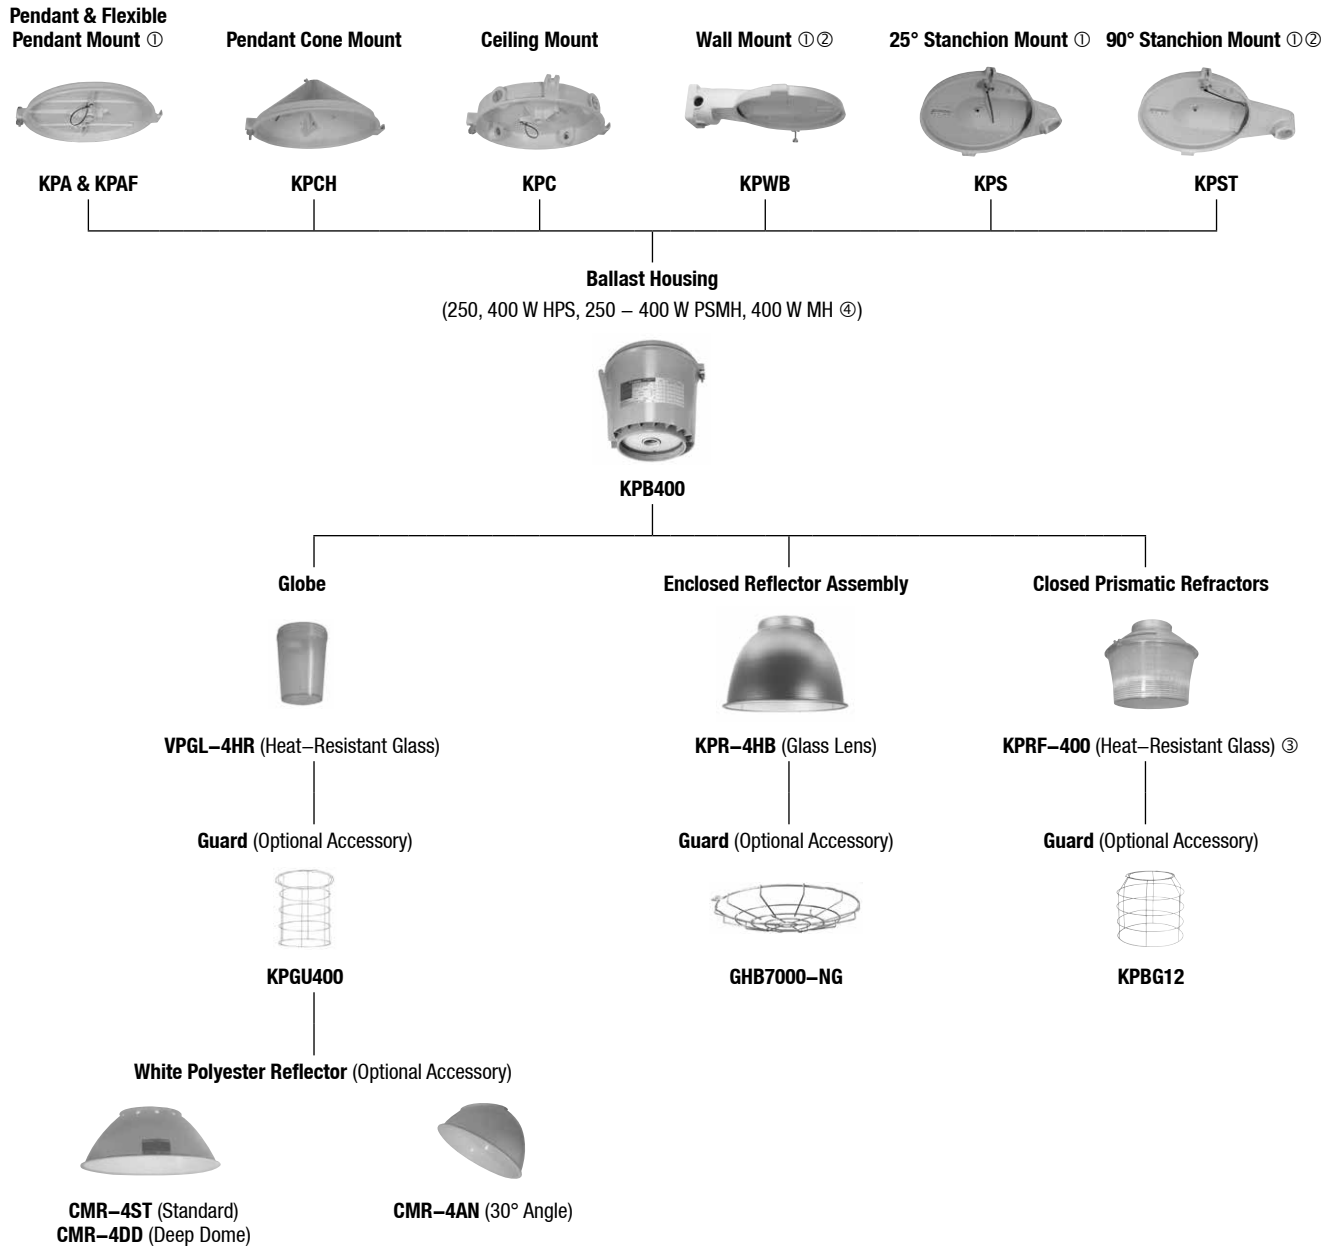 Pendant & Flexible
Pendant Mount ①
Pendant Cone Mount
Ceiling Mount
Wall Mount ①②
25° Stanchion Mount ①
90° Stanchion Mount ①②
KPA & KPAF
KPCH
KPC
KPWB
KPS
KPST
Ballast Housing
(250, 400 W HPS, 250 – 400 W PSMH, 400 W MH ④)
KPB400
Globe
Enclosed Reflector Assembly
Closed Prismatic Refractors
VPGL–4HR (Heat–Resistant Glass)
KPR–4HB (Glass Lens)
KPRF–400 (Heat–Resistant Glass) ③
Guard (Optional Accessory)
Guard (Optional Accessory)
Guard (Optional Accessory)
KPGU400
GHB7000–NG
KPBG12
White Polyester Reflector (Optional Accessory)
CMR–4ST (Standard)
CMR–4DD (Deep Dome)
CMR–4AN (30° Angle)